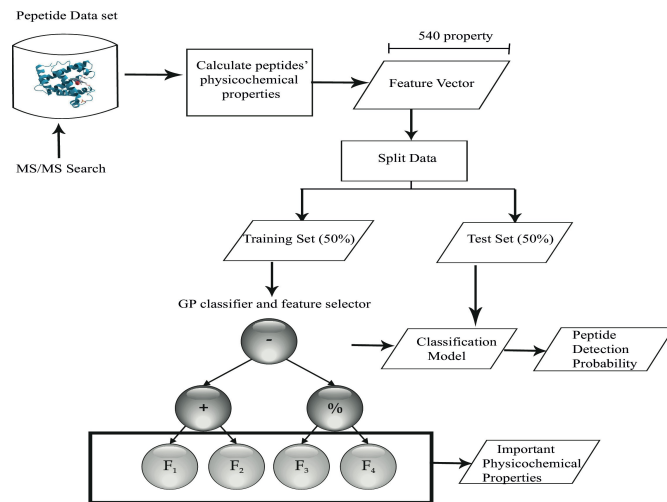 Pepetide Data set
540 property
Calculate peptides'
physicochemical
properties
Feature Vector
MS/MS Search
Split Data
Training Set (50%)
Test Set (50%)
GP classifier and feature selector
-
Classification
Model
Peptide
Detection
Probability
+
%
F1
F2
F3
F4
Important
Physicochemical
Properties